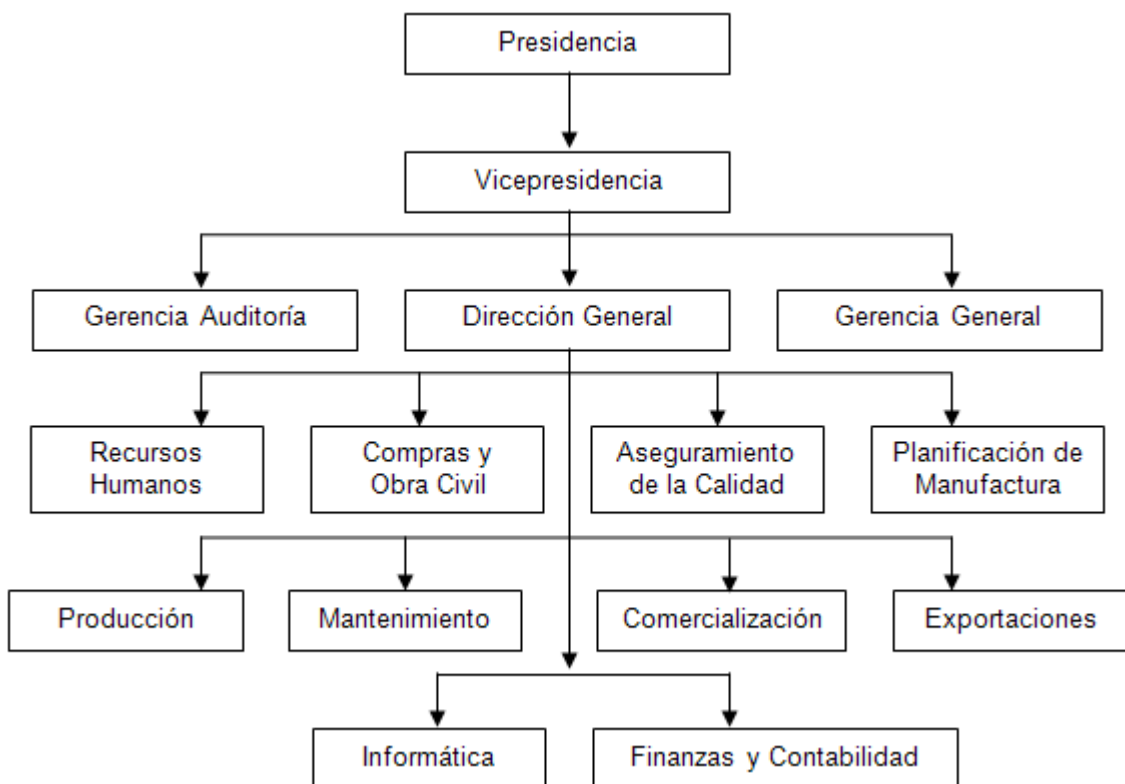 Presidencia
Vicepresidencia
Gerencia Auditoría
Dirección General
Gerencia General
Recursos
Humanos
Compras y
Obra Civil
Aseguramiento
de la Calidad
Planificación de
Manufactura
Producción
Mantenimiento
Comercialización
Exportaciones
Informática
Finanzas y Contabilidad